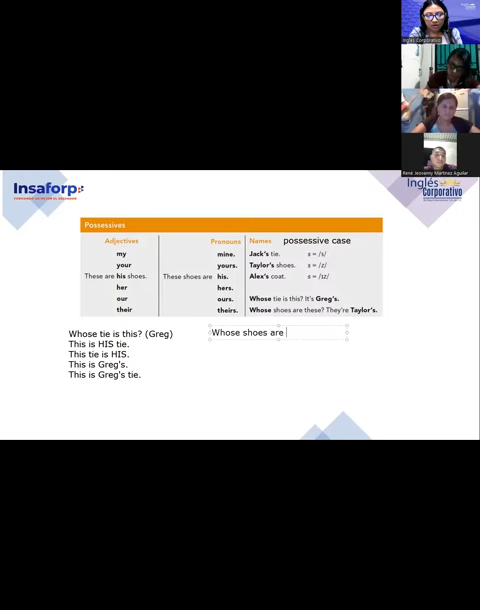 Inglés Corporativo
René Jeosemy Martinez Aguilar
Insaforp
Inglés
Corporativo
Possessives
Adjectives
my
your
These are his shoes.
her
our
their
Pronouns
mine.
yours.
These shoes are his.
hers.
ours.
theirs.
Names possessive case
Jack's tie. s = /s/
Taylor's shoes. s = /z/
Alex's coat. s = /ɪz/
Whose tie is this? It's Greg's.
Whose shoes are these? They're Taylor's.
Whose tie is this? (Greg)
This is HIS tie.
This tie is HIS.
This is Greg's.
This is Greg's tie.
Whose shoes are